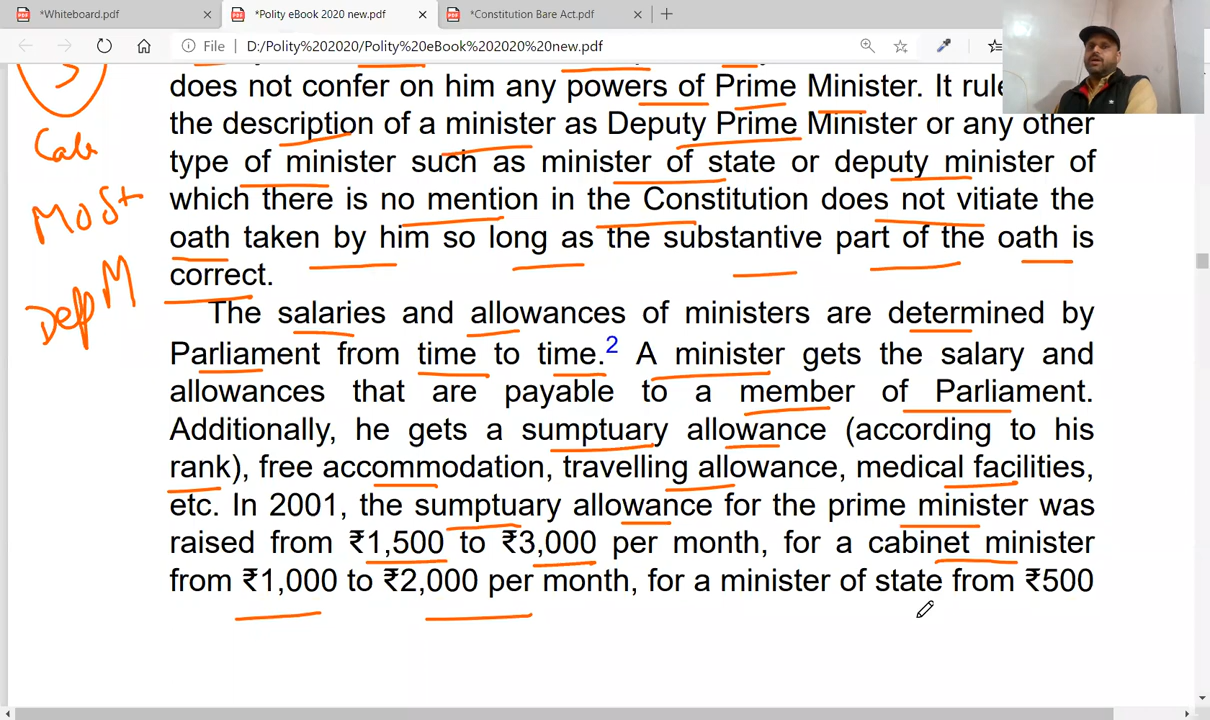 *Whiteboard.pdf
*Polity eBook 2020 new.pdf
*Constitution Bare Act.pdf
File D:/Polity%202020/Polity%20eBook%202020%20new.pdf
does not confer on him any powers of Prime Minister. It
the description of a minister as Deputy Prime Minister or any other
type of minister such as minister of state or deputy minister of
which there is no mention in the Constitution does not vitiate the
oath taken by him so long as the substantive part of the oath is
correct.
The salaries and allowances of ministers are determined by
Parliament from time to time.2 A minister gets the salary and
allowances that are payable to a member of Parliament.
Additionally, he gets a sumptuary allowance (according to his
rank), free accommodation, travelling allowance, medical facilities,
etc. In 2001, the sumptuary allowance for the prime minister was
raised from ₹1,500 to ₹3,000 per month, for a cabinet minister
from ₹1,000 to ₹2,000 per month, for a minister of state from ₹500
3
Cab
MOSt
DepM